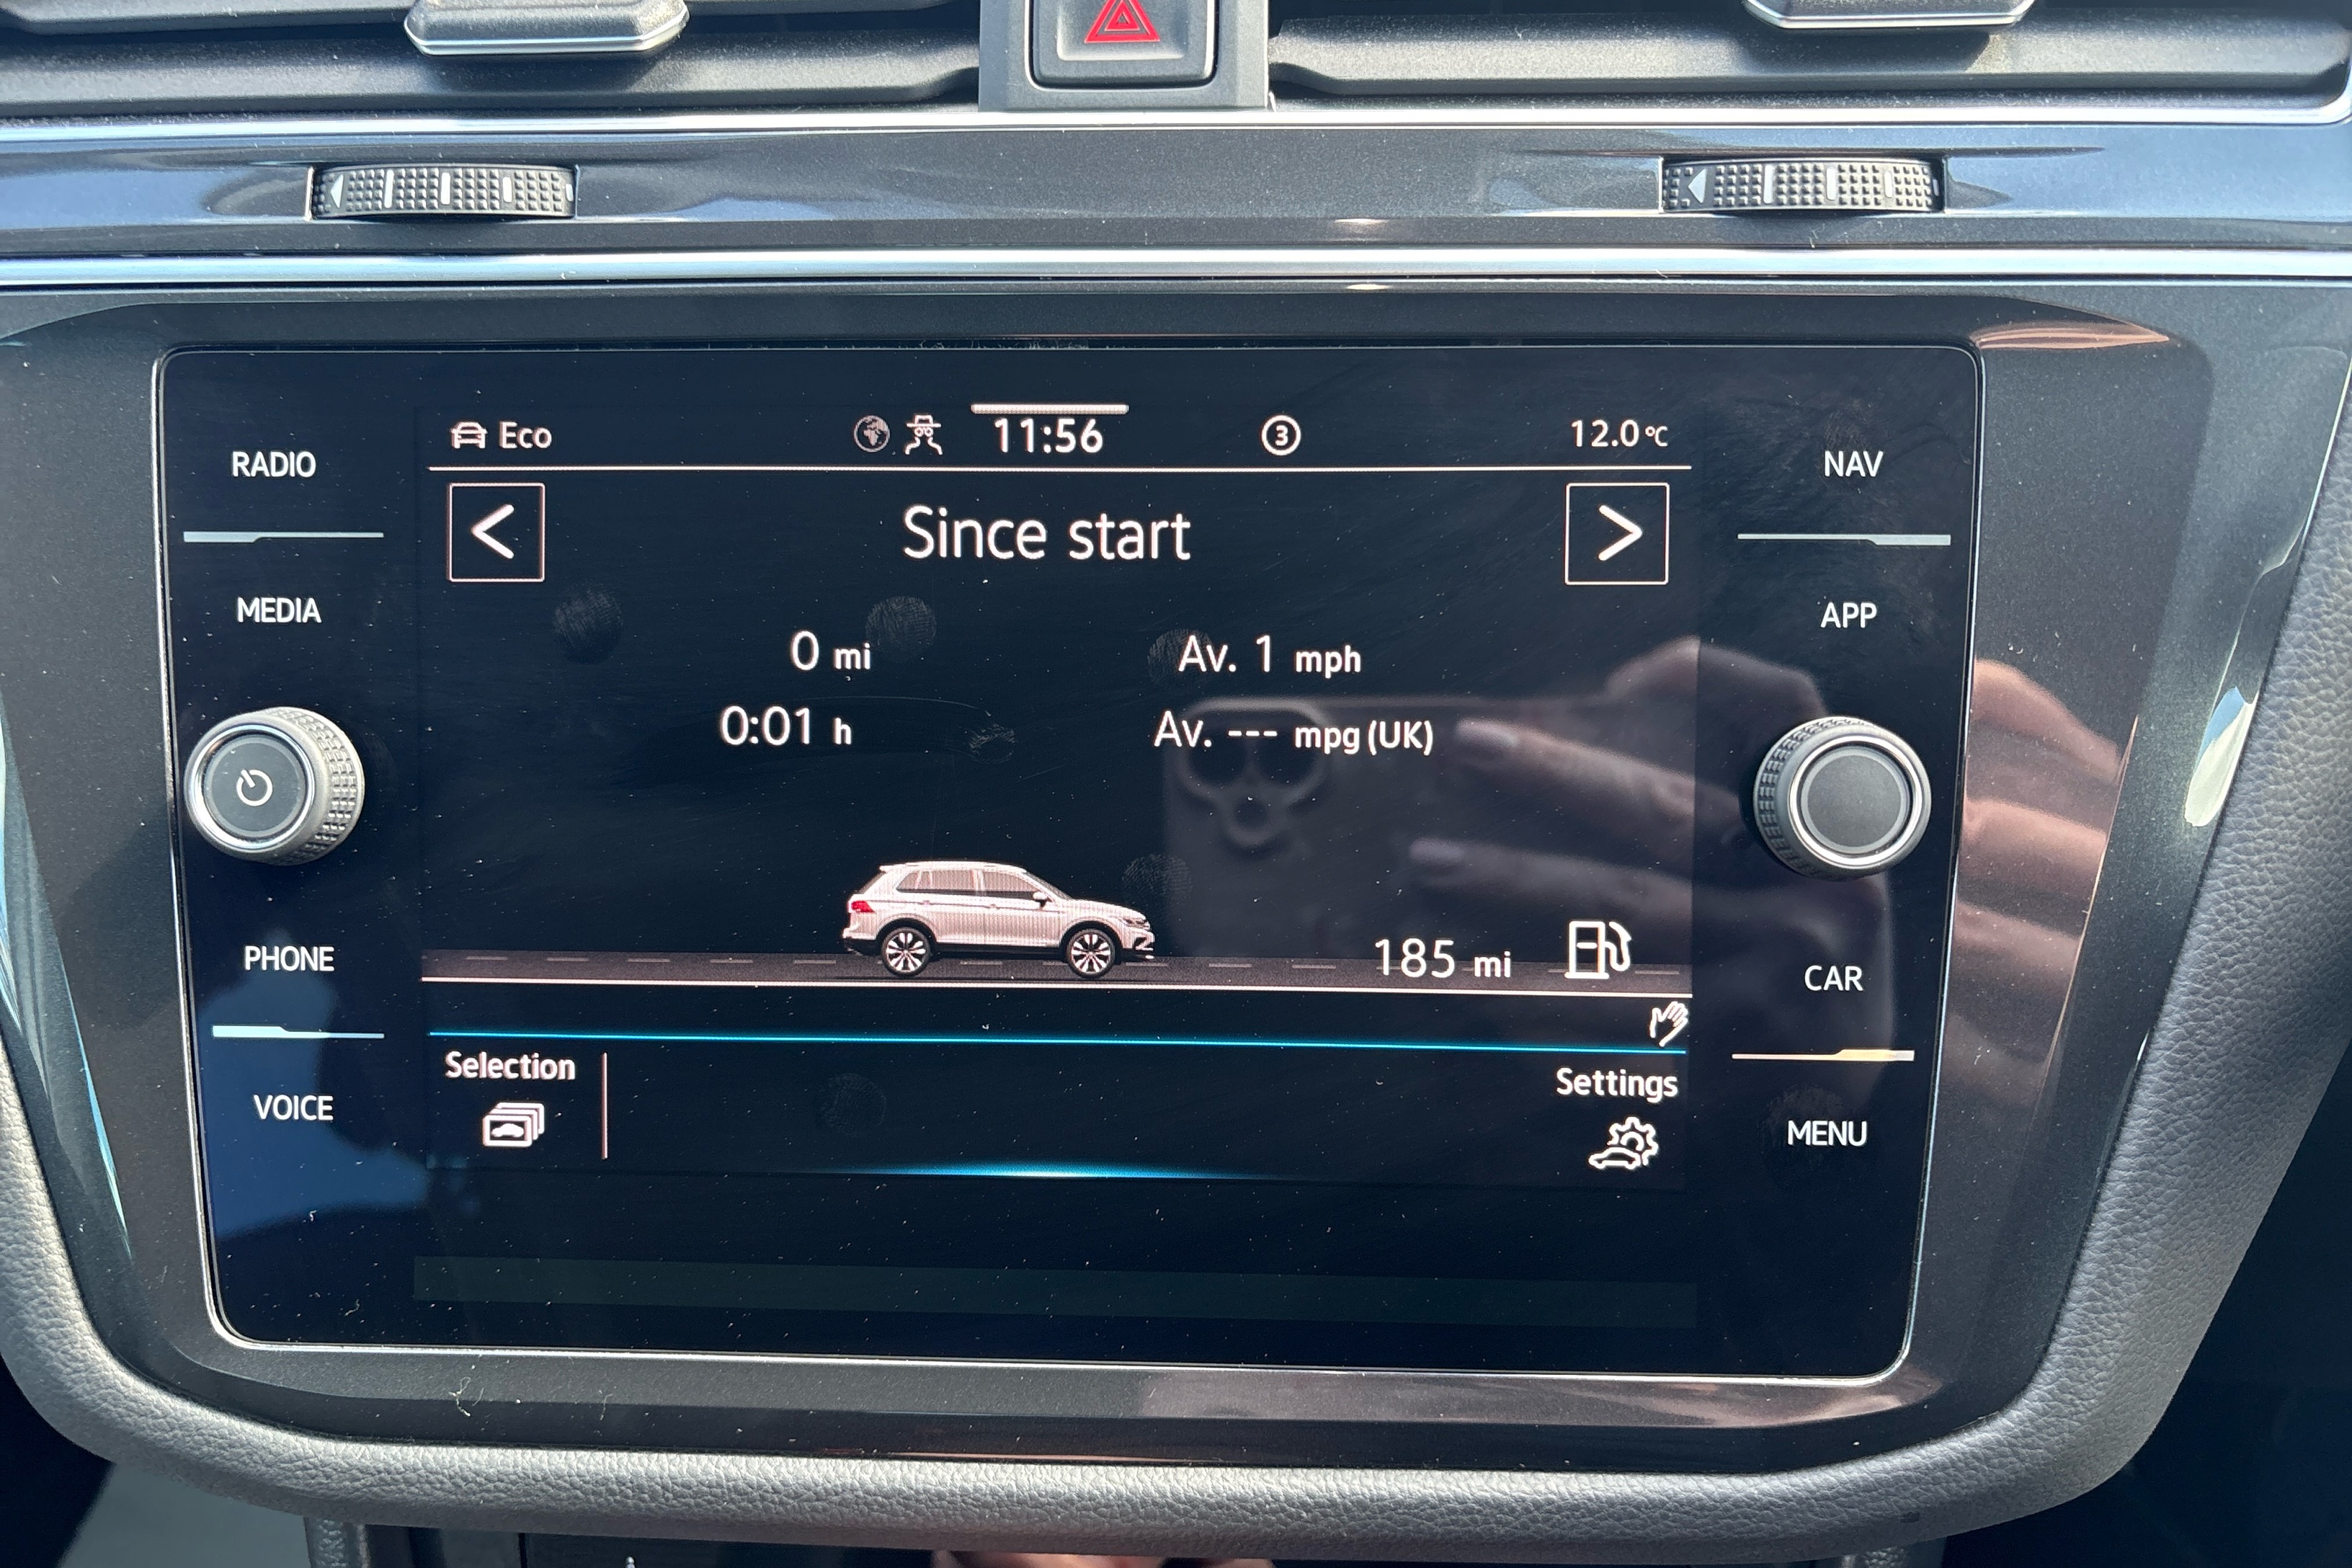 Eco 11:56 3 12.0°C
RADIO
NAV
Since start
MEDIA
APP
0 mi
Av. 1 mph
0:01 h
Av. --- mpg (UK)
PHONE
185 mi
CAR
Selection
Settings
VOICE
MENU